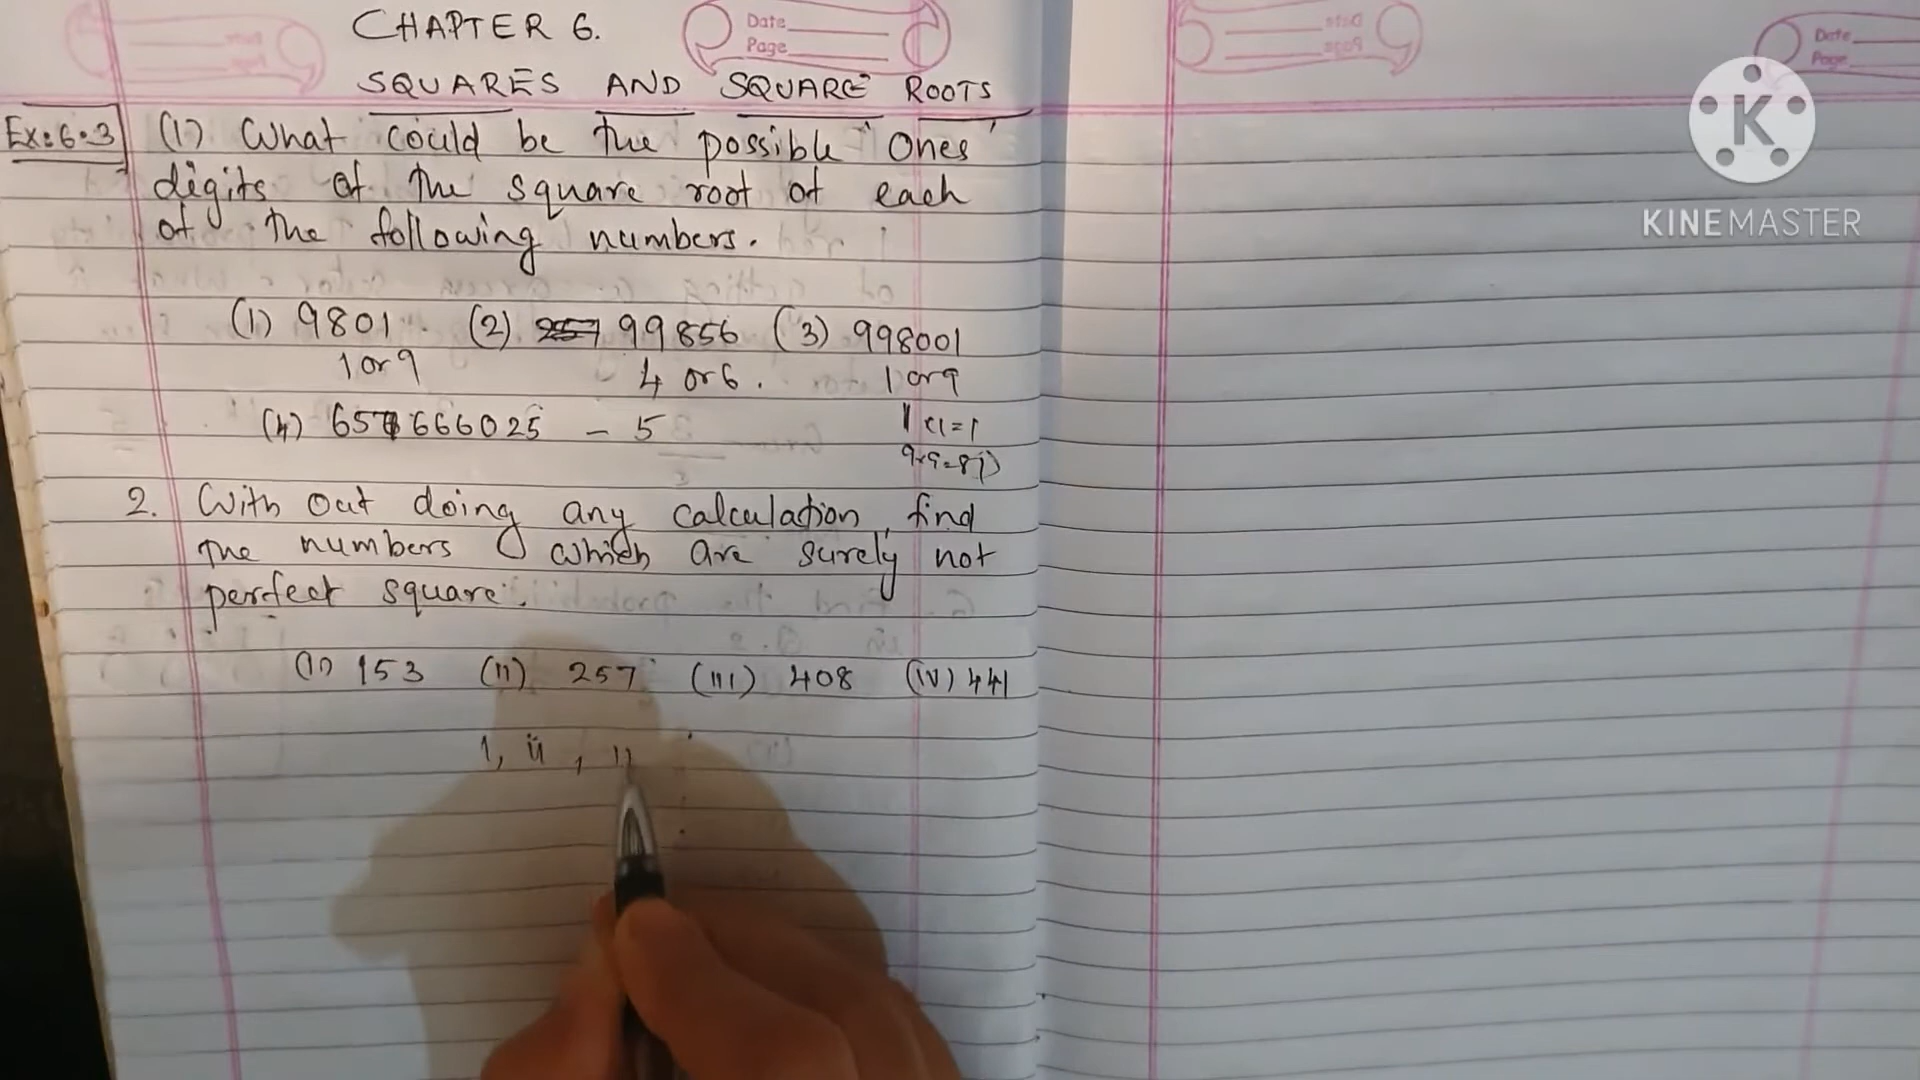 CHAPTER 6.
Date
Page
SQUARES AND SQUARE ROOTS
Ex:6.3 (1) What could be the possible 'Ones'
digits of the square root of each
of the following numbers.
(1) 9801. (2) 257 99856 (3) 998001
1 or 9 4 or 6. 1 or 9
(4) 657666025 - 5 1×1=1
9×9=81
2. With out doing any calculation, find
the numbers which are surely not
perfect square.
(i) 153 (ii) 257 (iii) 408 (iv) 441
1, ii, 11
K
KINEMASTER
Date
Page